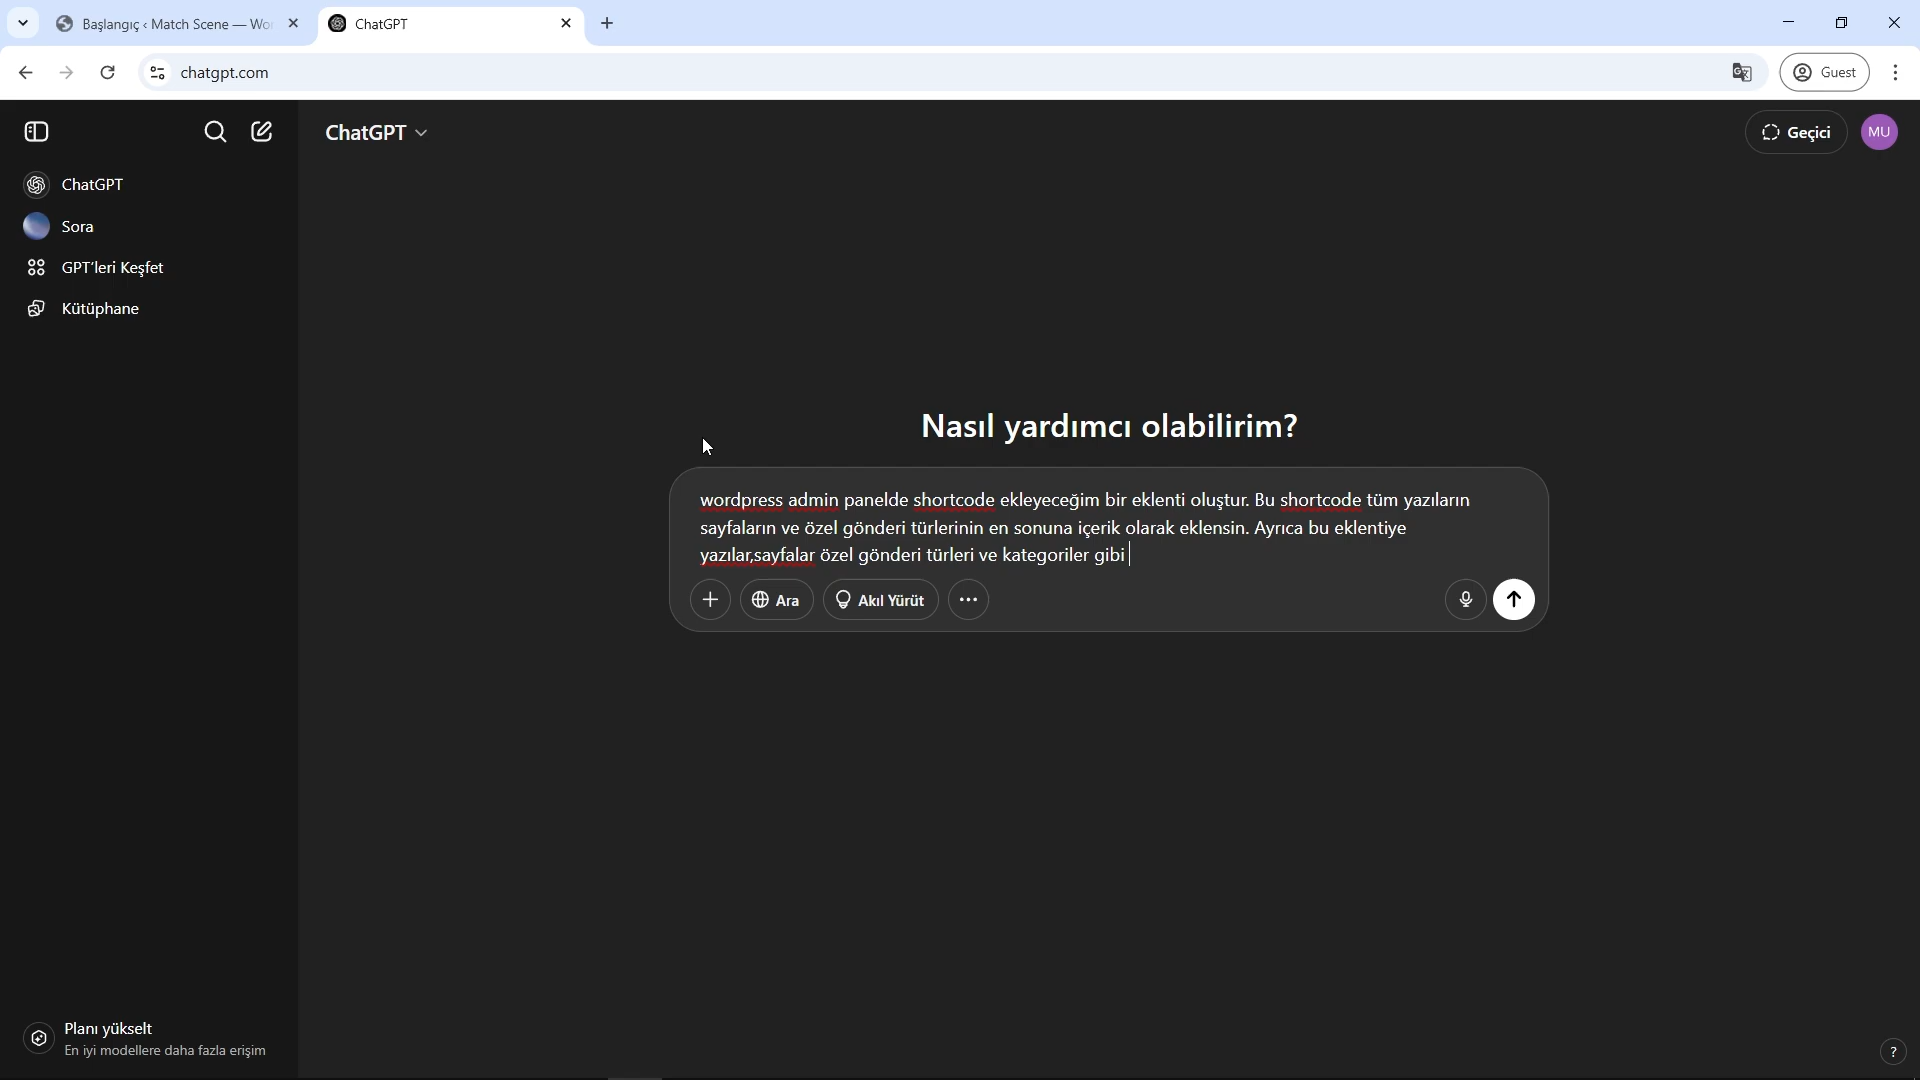 Başlangıç ‹ Match Scene — Wo
ChatGPT
chatgpt.com
Guest
ChatGPT
Geçici
MU
ChatGPT
Sora
GPT'leri Keşfet
Kütüphane
Nasıl yardımcı olabilirim?
wordpress admin panelde shortcode ekleyeceğim bir eklenti oluştur. Bu shortcode tüm yazıların
sayfaların ve özel gönderi türlerinin en sonuna içerik olarak eklensin. Ayrıca bu eklentiye
yazılar,sayfalar özel gönderi türleri ve kategoriler gibi
Ara
Akıl Yürüt
Planı yükselt
En iyi modellere daha fazla erişim
?